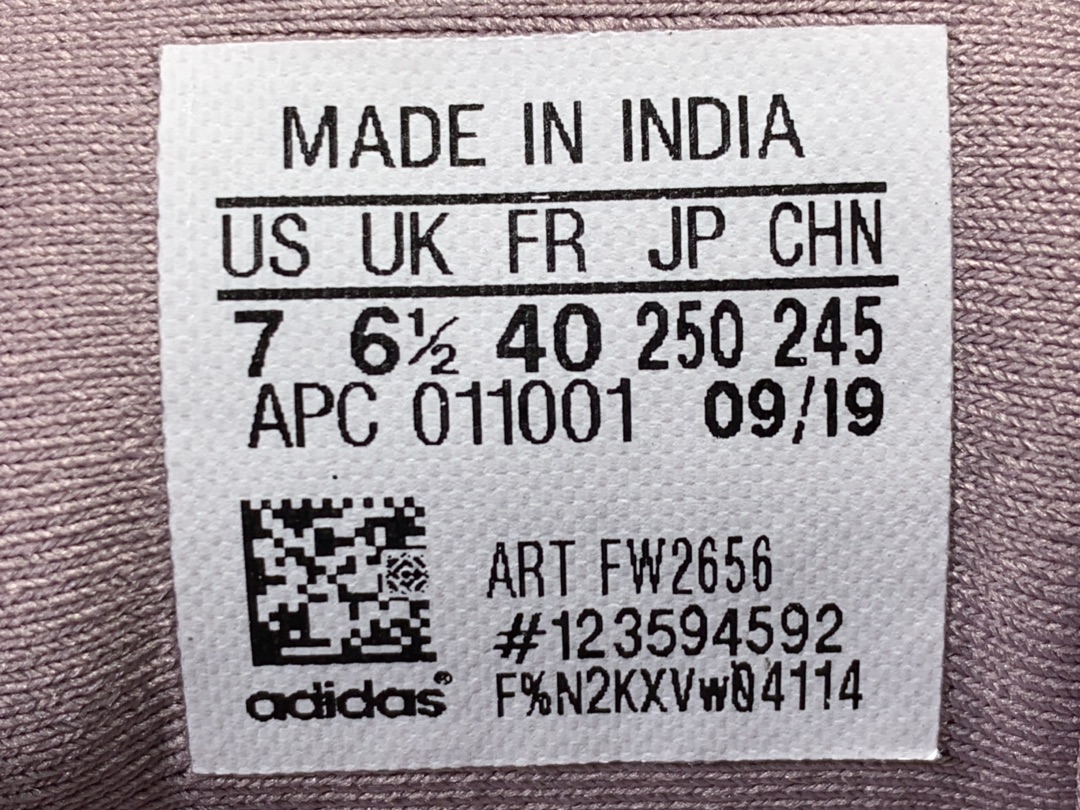 MADE IN INDIA
US UK FR JP CHN
7 6½ 40 250 245
APC 011001 09/19
ART FW2656
#123594592
adidas®